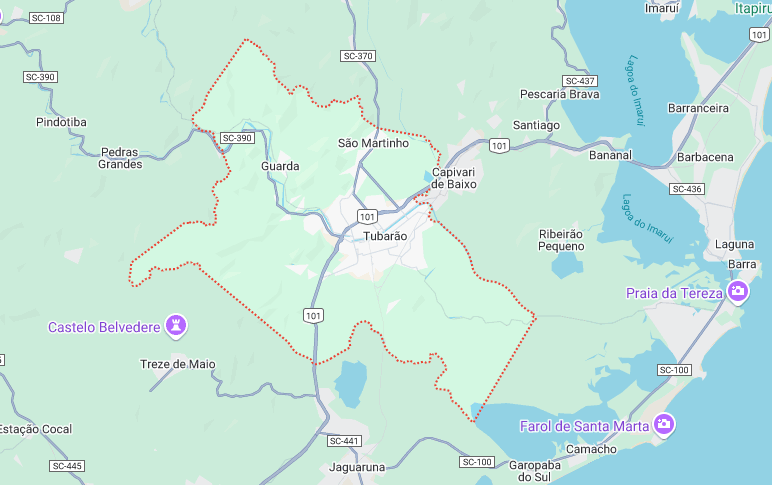 SC-108
Imaruí
Itapiru
101
SC-370
SC-390
SC-437
Lagoa do Imaruí
Pescaria Brava
Barranceira
Pindotiba
Santiago
SC-390
São Martinho
101
Bananal
Barbacena
Pedras
Grandes
Guarda
Capivari
de Baixo
SC-436
Lagoa do Imaruí
101
Tubarão
Ribeirão
Pequeno
Laguna
Barra
Praia da Tereza
101
101
Castelo Belvedere
Treze de Maio
SC-100
Estação Cocal
Farol de Santa Marta
SC-441
Camacho
SC-445
Jaguaruna
SC-100
Garopaba
do Sul